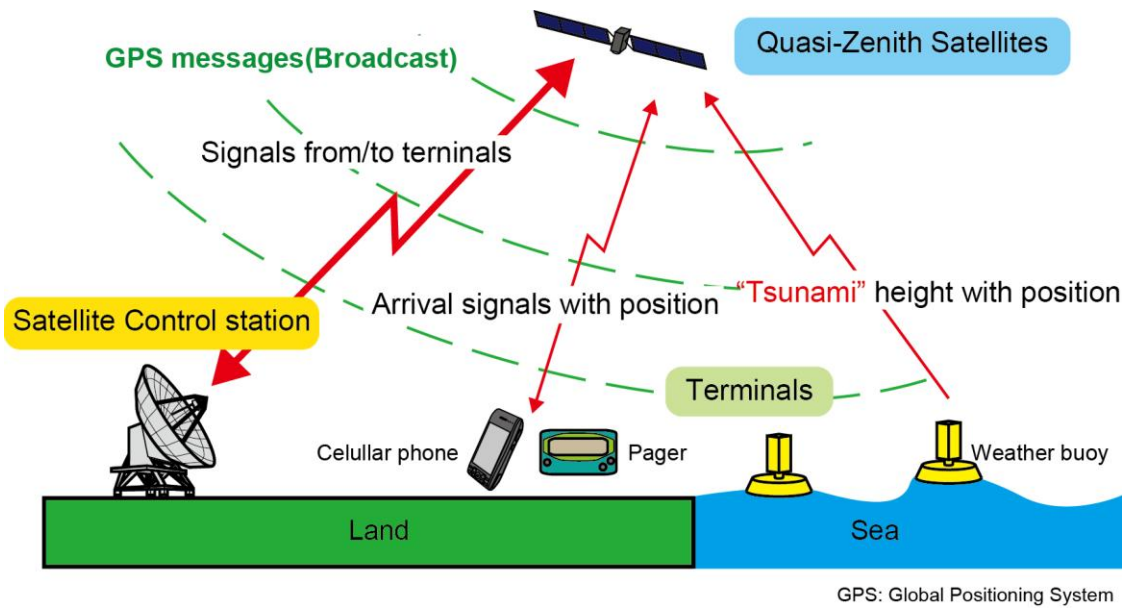 Quasi-Zenith Satellites
GPS messages(Broadcast)
Signals from/to terninals
Satellite Control station
Arrival signals with position
“Tsunami” height with position
Terminals
Celullar phone
Pager
Weather buoy
Land
Sea
GPS: Global Positioning System